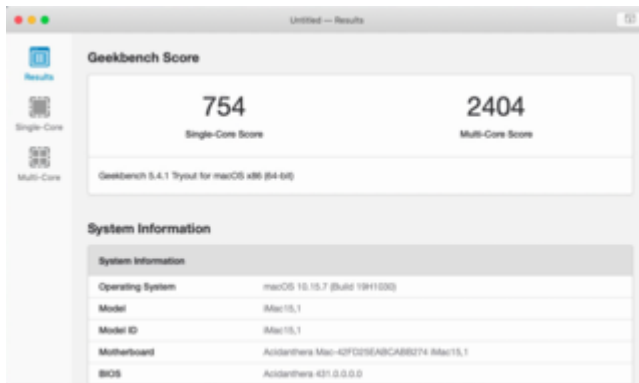 Untitled — Results
Results
Single-Core
Multi-Core
Geekbench Score
754
Single-Core Score
2404
Multi-Core Score
Geekbench 5.4.1 Tryout for macOS x86 (64-bit)
System Information
System Information
Operating System macOS 10.15.7 (Build 19H1030)
Model iMac15,1
Model ID iMac15,1
Motherboard Acidanthera Mac-42FD25EABCABB274 iMac15,1
BIOS Acidanthera 431.0.0.0.0